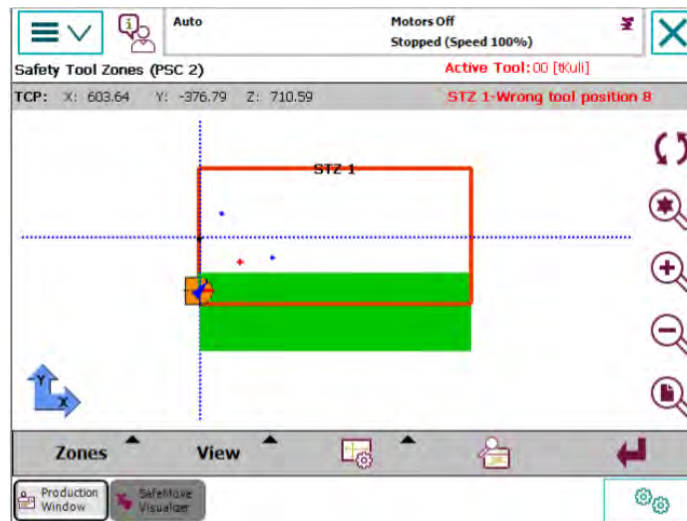 Auto
Motors Off
Stopped (Speed 100%)
Safety Tool Zones (PSC 2)
Active Tool: 00 [tKuli]
TCP: X: 603.64 Y: -376.79 Z: 710.59
STZ 1-Wrong tool position 8
STZ 1
Y
X
Zones
View
Production
Window
SafeMove
Visualizer